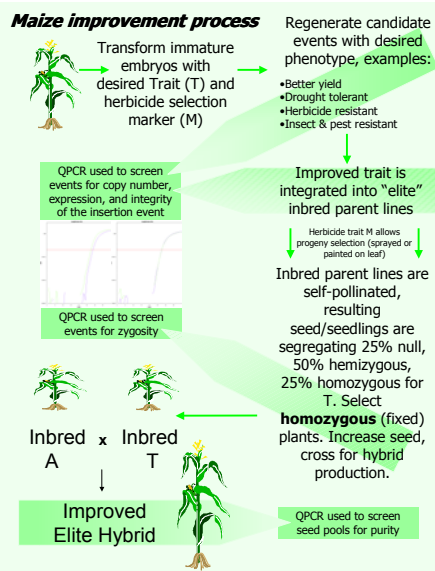 Maize improvement process
Transform immature
embryos with
desired Trait (T) and
herbicide selection
marker (M)
Regenerate candidate
events with desired
phenotype, examples:
•Better yield
•Drought tolerant
•Herbicide resistant
•Insect & pest resistant
QPCR used to screen
events for copy number,
expression, and integrity
of the insertion event
Improved trait is
integrated into “elite”
inbred parent lines
Herbicide trait M allows
progeny selection (sprayed or
painted on leaf)
QPCR used to screen
events for zygosity
Inbred parent lines are
self-pollinated,
resulting
seed/seedlings are
segregating 25% null,
50% hemizygous,
25% homozygous for
T. Select
homozygous (fixed)
plants. Increase seed,
cross for hybrid
production.
Inbred x Inbred
A T
Improved
Elite Hybrid
QPCR used to screen
seed pools for purity